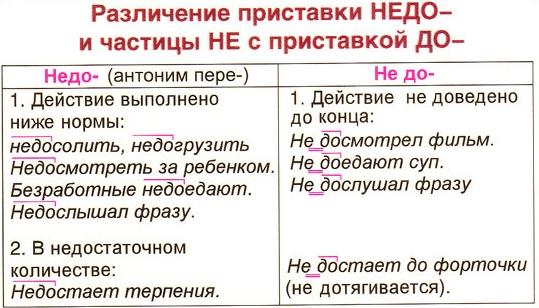 Различение приставки НЕДО–
и частицы НЕ с приставкой ДО–
Недо- (антоним пере-)
1. Действие выполнено
ниже нормы:
недосолить, недогрузить
Недосмотреть за ребенком.
Безработные недоедают.
Недослышал фразу.
2. В недостаточном
количестве:
Недостает терпения.
Не до-
1. Действие не доведено
до конца:
Не досмотрел фильм.
Не доедают суп.
Не дослушал фразу
Не достает до форточки
(не дотягивается).